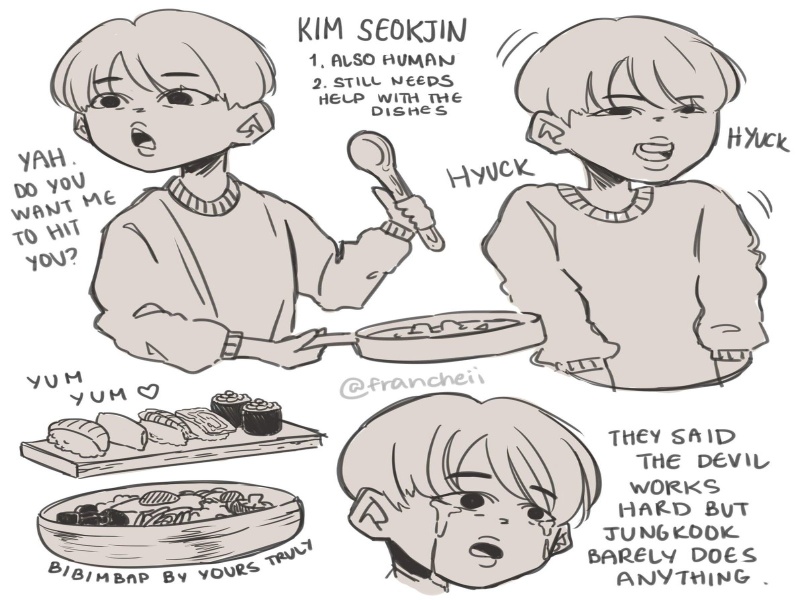 KIM SEOKJIN
1. ALSO HUMAN
2. STILL NEEDS
HELP WITH THE
DISHES
YAH.
DO YOU
WANT ME
TO HIT
YOU?
HYUCK
HYUCK
@francheii
YUM
YUM ♡
BIBIMBAP BY YOURS TRULY
THEY SAID
THE DEVIL
WORKS
HARD BUT
JUNGKOOK
BARELY DOES
ANYTHING.